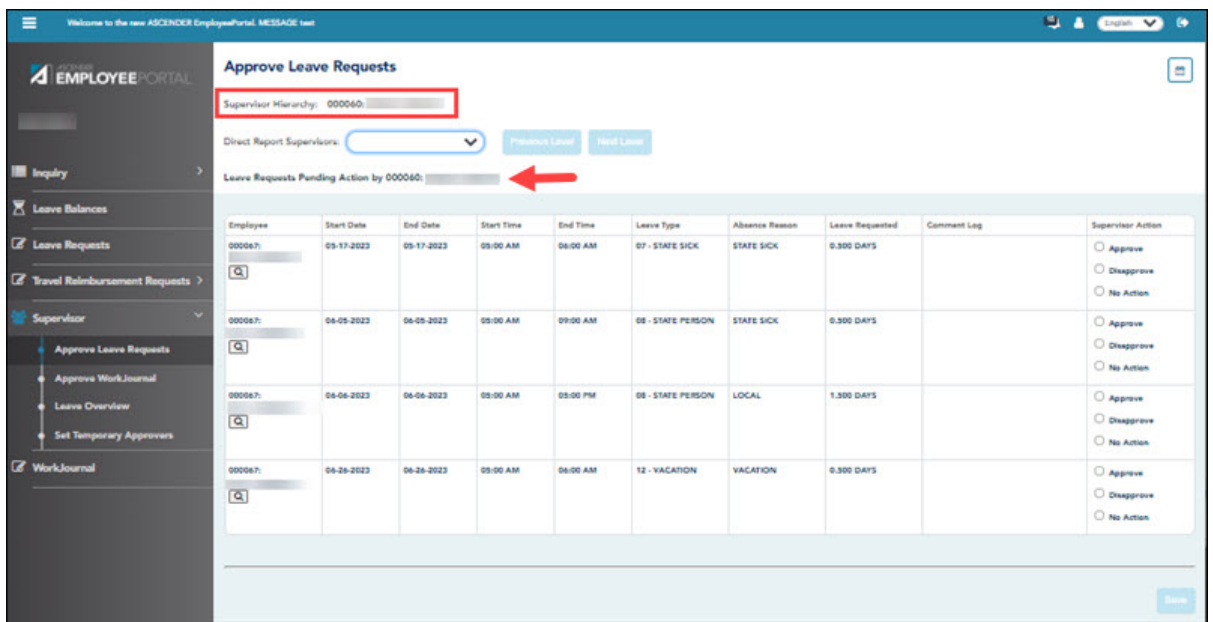 Welcome to the new ASCENDER EmployeePortal. MESSAGE text
English
ASCENDER
EMPLOYEEPORTAL
Inquiry
Leave Balances
Leave Requests
Travel Reimbursement Requests
Supervisor
Approve Leave Requests
Approve WorkJournal
Leave Overview
Set Temporary Approvers
WorkJournal
Approve Leave Requests
Supervisor Hierarchy: 000060:
Direct Report Supervisors:
Previous Level Next Level
Leave Requests Pending Action by 000060:
Employee Start Date End Date Start Time End Time Leave Type Absence Reason Leave Requested Comment Log Supervisor Action
000067: 05-17-2023 05-17-2023 05:00 AM 06:00 AM 07 - STATE SICK STATE SICK 0.500 DAYS
Approve
Disapprove
No Action
000067: 06-05-2023 06-05-2023 05:00 AM 09:00 AM 08 - STATE PERSON STATE SICK 0.500 DAYS
Approve
Disapprove
No Action
000067: 06-06-2023 06-06-2023 05:00 AM 05:00 PM 08 - STATE PERSON LOCAL 1.500 DAYS
Approve
Disapprove
No Action
000067: 06-26-2023 06-26-2023 05:00 AM 06:00 AM 12 - VACATION VACATION 0.500 DAYS
Approve
Disapprove
No Action
Save